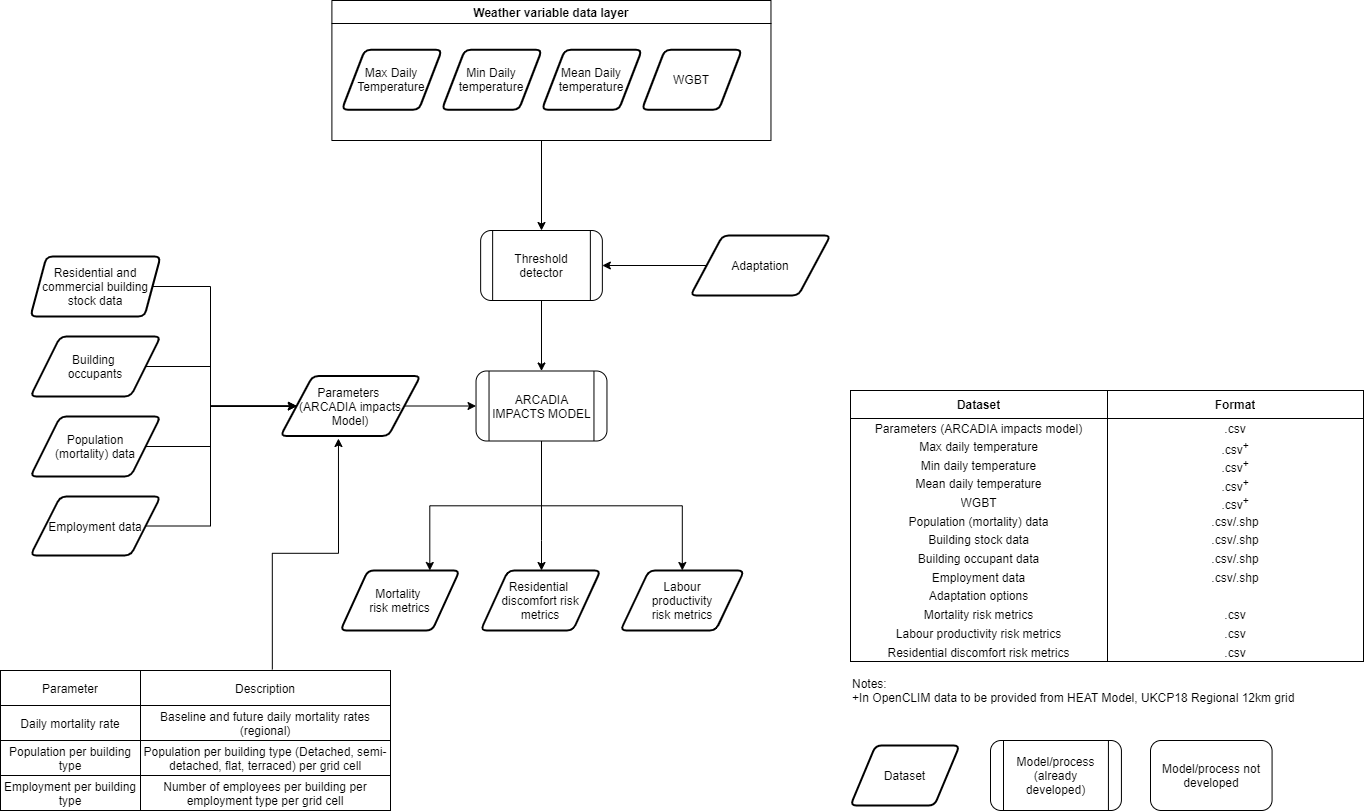 Weather variable data layer
Max Daily
Temperature
Min Daily
temperature
Mean Daily
temperature
WGBT
Threshold
detector
Adaptation
Residential and
commercial building
stock data
Building
occupants
Population
(mortality) data
Employment data
Parameters
(ARCADIA impacts
Model)
ARCADIA
IMPACTS MODEL
Mortality
risk metrics
Residential
discomfort risk
metrics
Labour
productivity
risk metrics
Parameter Description
Daily mortality rate
Baseline and future daily mortality rates
(regional)
Population per building
type
Population per building type (Detached, semi-
detached, flat, terraced) per grid cell
Employment per building
type
Number of employees per building per
employment type per grid cell
Dataset Format
Parameters (ARCADIA impacts model) .csv
Max daily temperature .csv+
Min daily temperature .csv+
Mean daily temperature .csv+
WGBT .csv+
Population (mortality) data .csv/.shp
Building stock data .csv/.shp
Building occupant data .csv/.shp
Employment data .csv/.shp
Adaptation options
Mortality risk metrics .csv
Labour productivity risk metrics .csv
Residential discomfort risk metrics .csv
Notes:
+In OpenCLIM data to be provided from HEAT Model, UKCP18 Regional 12km grid
Dataset
Model/process
(already
developed)
Model/process not
developed